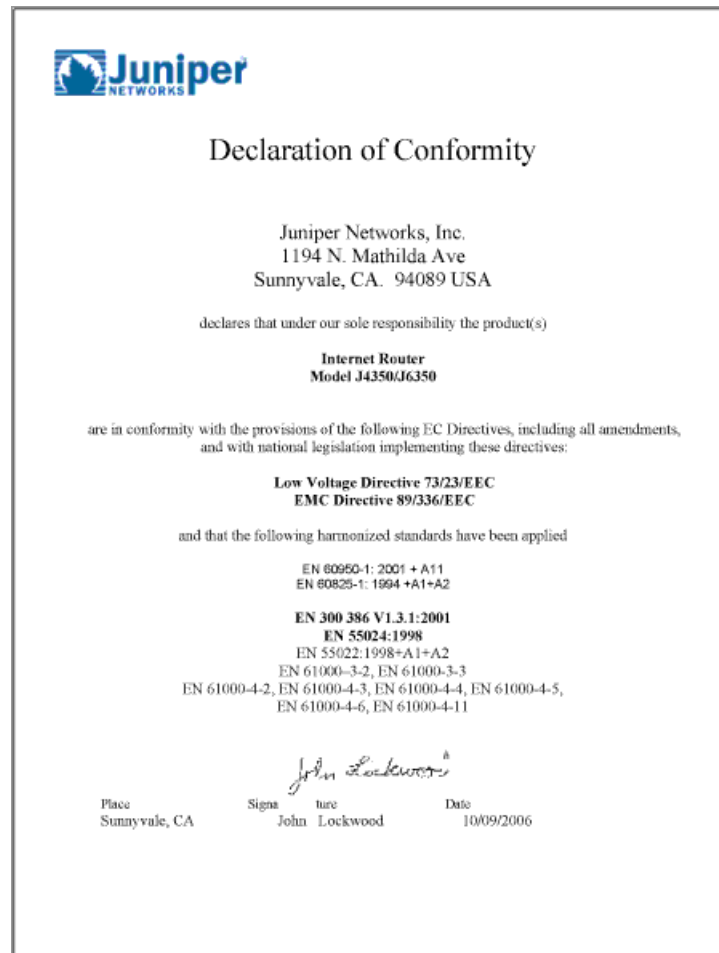 Juniper
NETWORKS
Declaration of Conformity
Juniper Networks, Inc.
1194 N. Mathilda Ave
Sunnyvale, CA. 94089 USA
declares that under our sole responsibility the product(s)
Internet Router
Model J4350/J6350
are in conformity with the provisions of the following EC Directives, including all amendments,
and with national legislation implementing these directives:
Low Voltage Directive 73/23/EEC
EMC Directive 89/336/EEC
and that the following harmonized standards have been applied
EN 60950-1: 2001 + A11
EN 60825-1: 1994 +A1+A2
EN 300 386 V1.3.1:2001
EN 55024:1998
EN 55022:1998+A1+A2
EN 61000–3-2, EN 61000-3-3
EN 61000-4-2, EN 61000-4-3, EN 61000-4-4, EN 61000-4-5,
EN 61000-4-6, EN 61000-4-11
John Lockwood
Place Signa ture Date
Sunnyvale, CA John Lockwood 10/09/2006